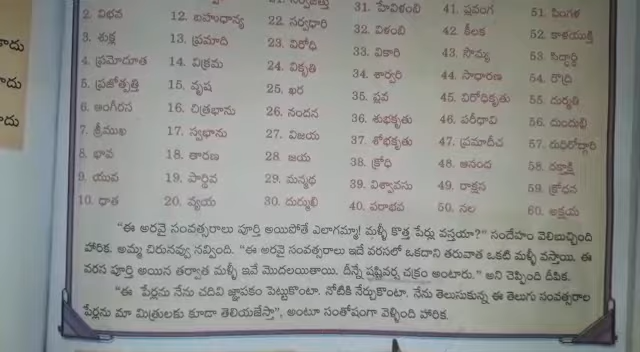 31. హేవిళంబి 41. ప్లవంగ 51. పింగళ
2. విభవ 12. బహుధాన్య 22. సర్వధారి 32. విళంబి 42. కీలక 52. కాళయుక్తి
3. శుక్ల 13. ప్రమాది 23. విరోధి 33. వికారి 43. సౌమ్య 53. సిద్ధార్థి
4. ప్రమోదూత 14. విక్రమ 24. వికృతి 34. శార్వరి 44. సాధారణ 54. రౌద్రి
5. ప్రజోత్పత్తి 15. వృష 25. ఖర 35. ప్లవ 45. విరోధికృతు 55. దుర్మతి
6. ఆంగీరస 16. చిత్రభాను 26. నందన 36. శుభకృతు 46. పరీధావి 56. దుందుభి
7. శ్రీముఖ 17. స్వభాను 27. విజయ 37. శోభకృతు 47. ప్రమాదీచ 57. రుధిరోద్గారి
8. భావ 18. తారణ 28. జయ 38. క్రోధి 48. ఆనంద 58. రక్తాక్షి
9. యువ 19. పార్థివ 29. మన్మథ 39. విశ్వావసు 49. రాక్షస 59. క్రోధన
10. ధాత 20. వ్యయ 30. దుర్ముఖి 40. పరాభవ 50. నల 60. అక్షయ
"ఈ అరవై సంవత్సరాలు పూర్తి అయిపోతే ఎలాగమ్మా! మళ్ళీ కొత్త పేర్లు వస్తాయా?" సందేహం వెలిబుచ్చింది
హారిక. అమ్మ చిరునవ్వు నవ్వింది. "ఈ అరవై సంవత్సరాలు ఇదే వరసలో ఒకదాని తరువాత ఒకటి మళ్ళీ వస్తాయి. ఈ
వరస పూర్తి అయిన తర్వాత మళ్ళీ ఇవే మొదలయితాయి. దీన్నే షష్టివర్ష చక్రం అంటారు." అని చెప్పింది దీపిక.
"ఈ పేర్లను నేను చదివి జ్ఞాపకం పెట్టుకొంటా. నోటికి నేర్చుకొంటా. నేను తెలుసుకున్న ఈ తెలుగు సంవత్సరాల
పేర్లను మా మిత్రులకు కూడా తెలియజేస్తా", అంటూ సంతోషంగా వెళ్ళింది హారిక.